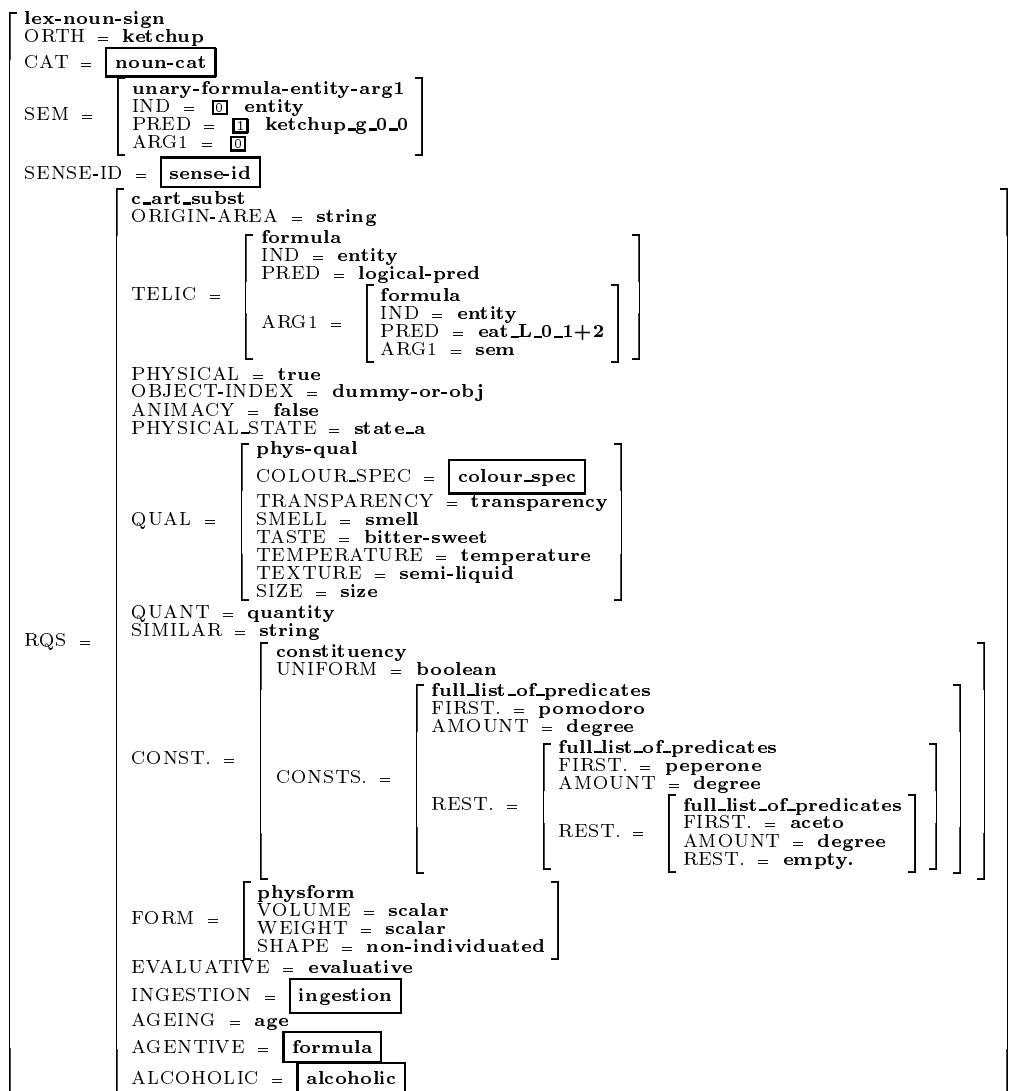 lex-noun-sign
ORTH = ketchup
CAT = noun-cat
SEM =
unary-formula-entity-arg1
IND = 0 entity
PRED = 1 ketchup_g_0_0
ARG1 = 0
SENSE-ID = sense-id
RQS =
c_art_subst
ORIGIN-AREA = string
TELIC =
formula
IND = entity
PRED = logical-pred
ARG1 =
formula
IND = entity
PRED = eat_L_0_1+2
ARG1 = sem
PHYSICAL = true
OBJECT-INDEX = dummy-or-obj
ANIMACY = false
PHYSICAL_STATE = state_a
QUAL =
phys-qual
COLOUR_SPEC = colour_spec
TRANSPARENCY = transparency
SMELL = smell
TASTE = bitter-sweet
TEMPERATURE = temperature
TEXTURE = semi-liquid
SIZE = size
QUANT = quantity
SIMILAR = string
CONST. =
constituency
UNIFORM = boolean
CONSTS. =
full_list_of_predicates
FIRST. = pomodoro
AMOUNT = degree
REST. =
full_list_of_predicates
FIRST. = peperone
AMOUNT = degree
REST. =
full_list_of_predicates
FIRST. = aceto
AMOUNT = degree
REST. = empty.
FORM =
physform
VOLUME = scalar
WEIGHT = scalar
SHAPE = non-individuated
EVALUATIVE = evaluative
INGESTION = ingestion
AGEING = age
AGENTIVE = formula
ALCOHOLIC = alcoholic